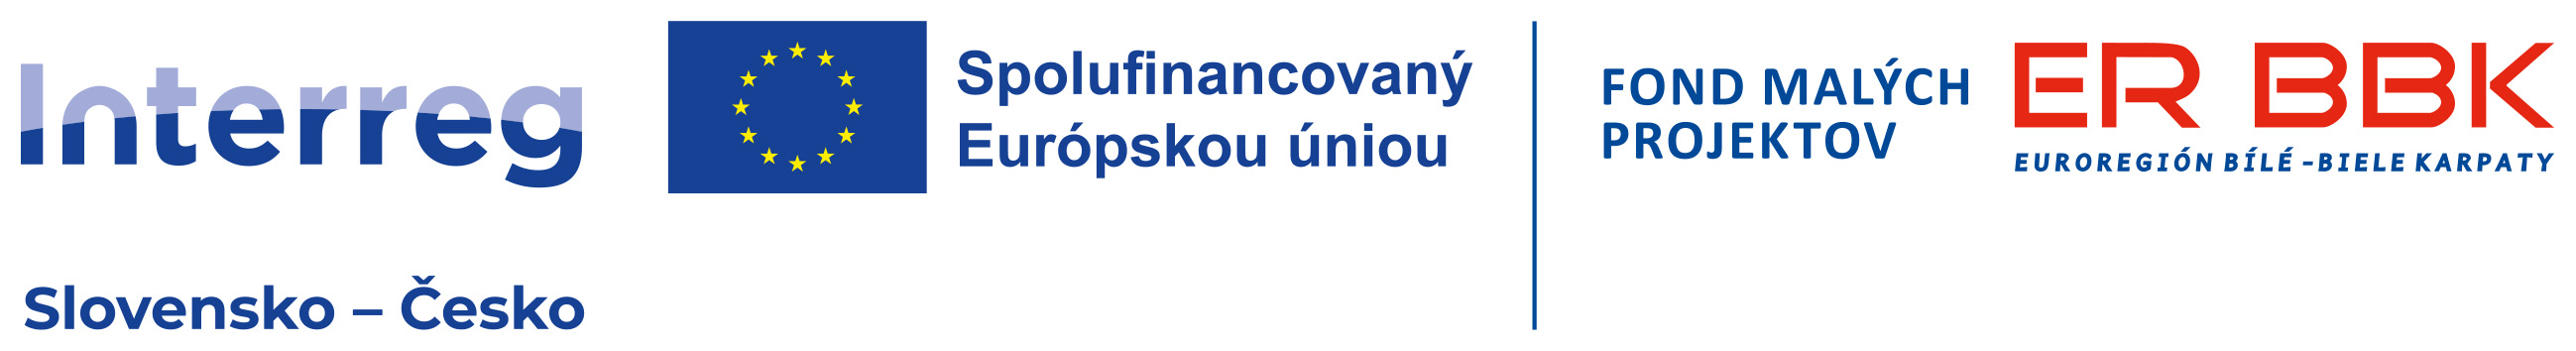 Interreg
Slovensko – Česko
Spolufinancovaný
Európskou úniou
FOND MALÝCH
PROJEKTOV
ER BBK
EUROREGIÓN BÍLÉ -BIELE KARPATY